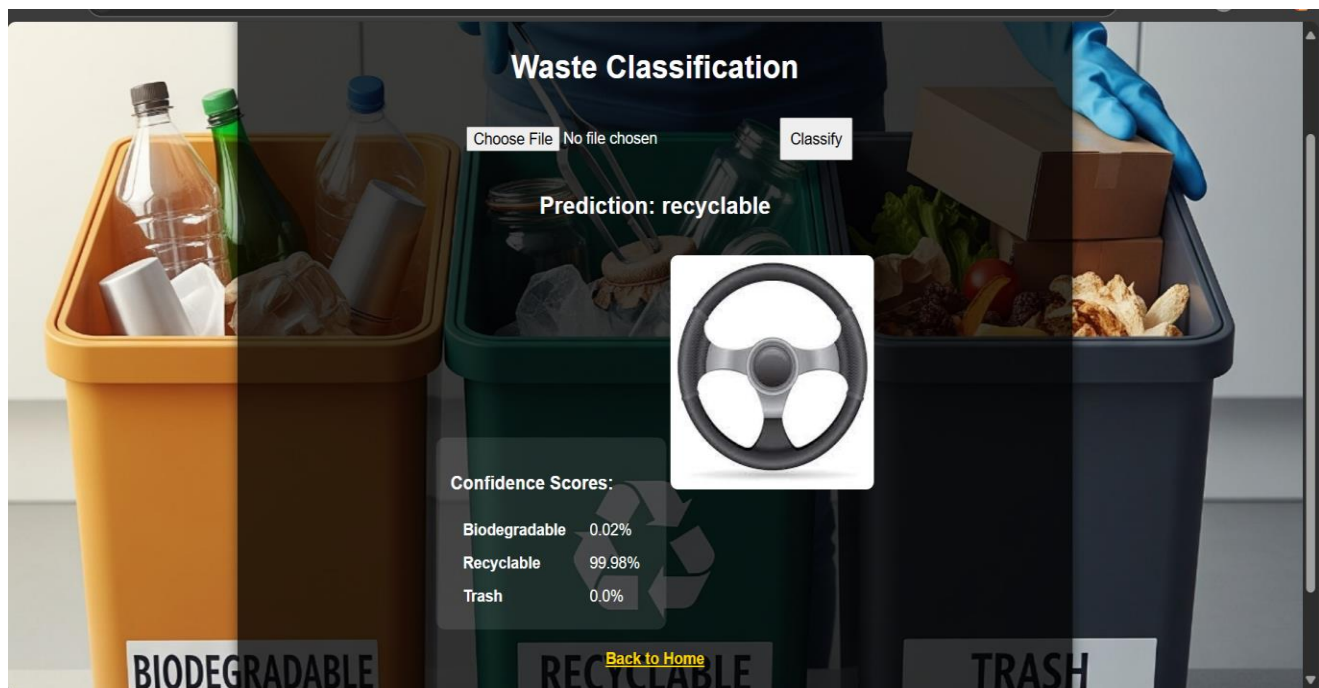 Waste Classification
Choose File No file chosen Classify
Prediction: recyclable
Confidence Scores:
Biodegradable 0.02%
Recyclable 99.98%
Trash 0.0%
Back to Home
BIODEGRADABLE RECYCLABLE TRASH